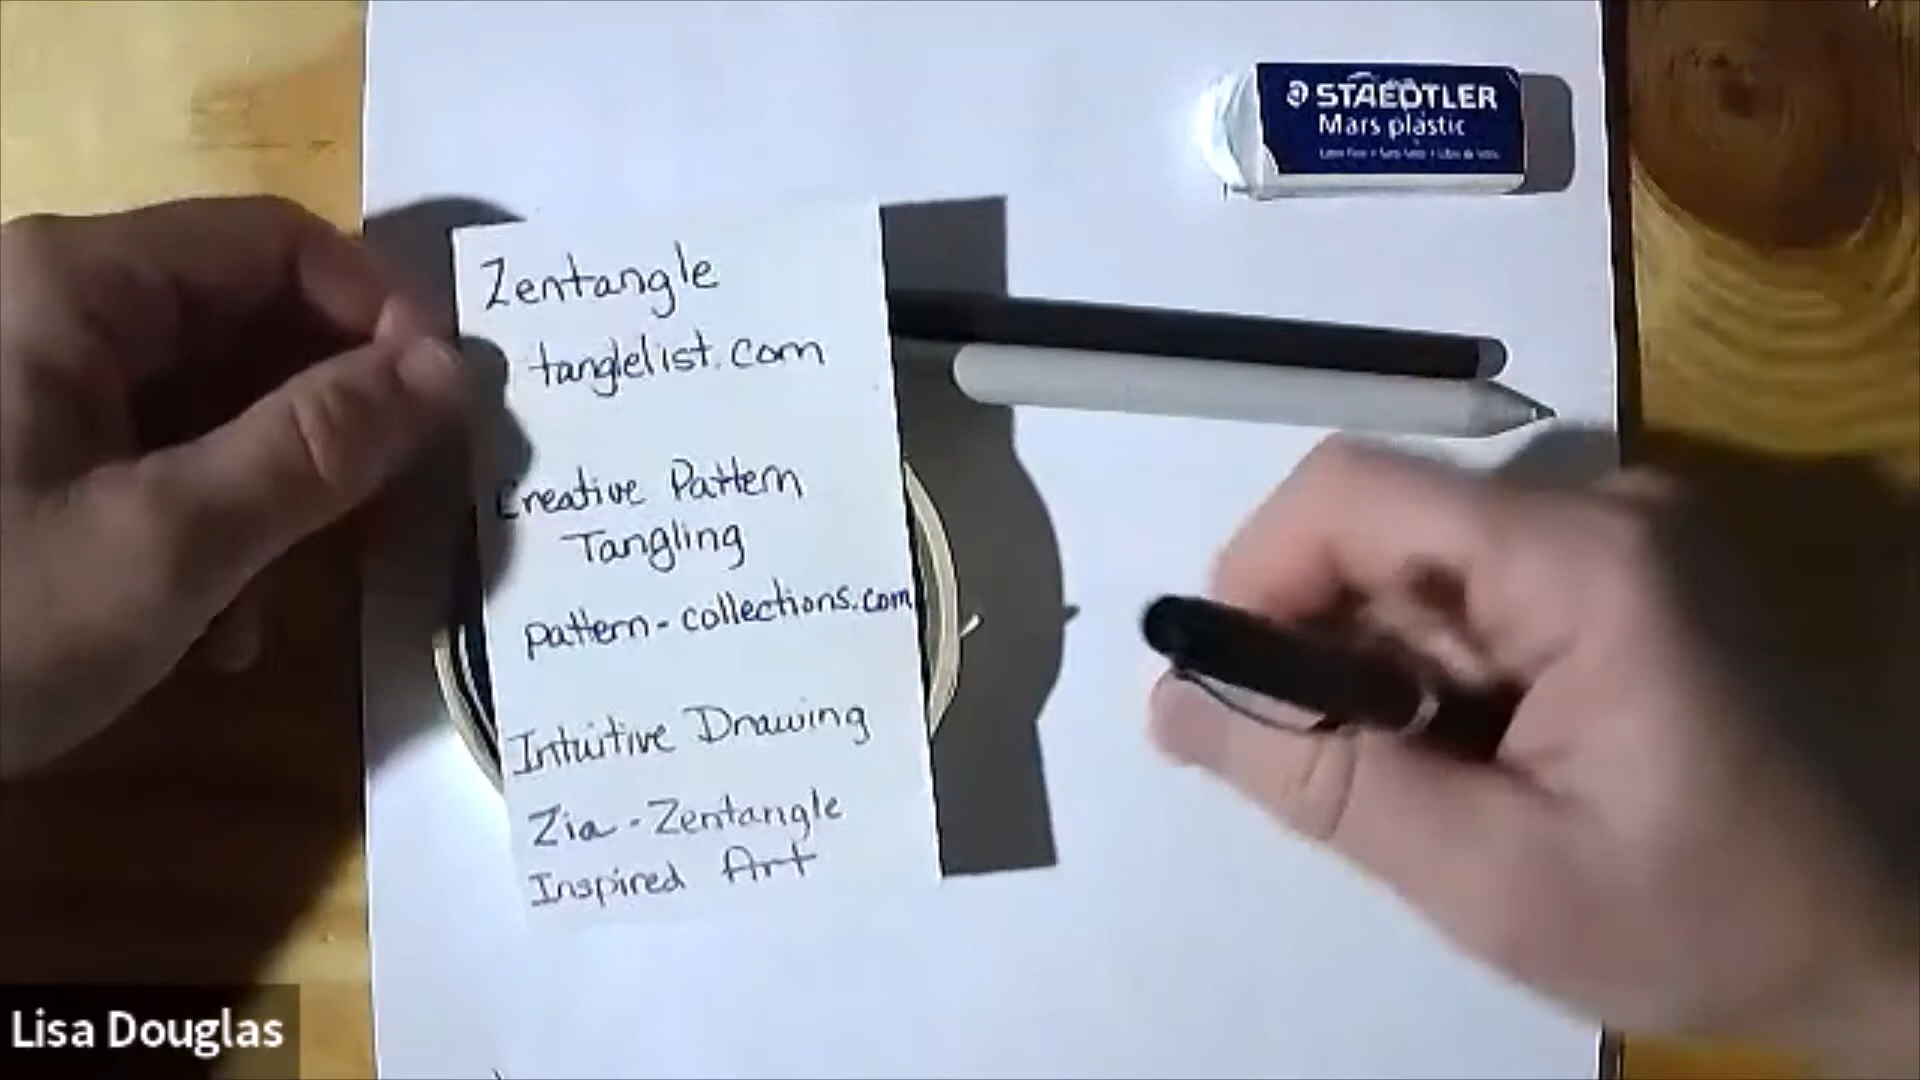 STAEDTLER
Mars plastic
Zentangle
tanglelist.com
Creative Pattern
Tangling
pattern-collections.com
Intuitive Drawing
Zia - Zentangle
Inspired Art
Lisa Douglas